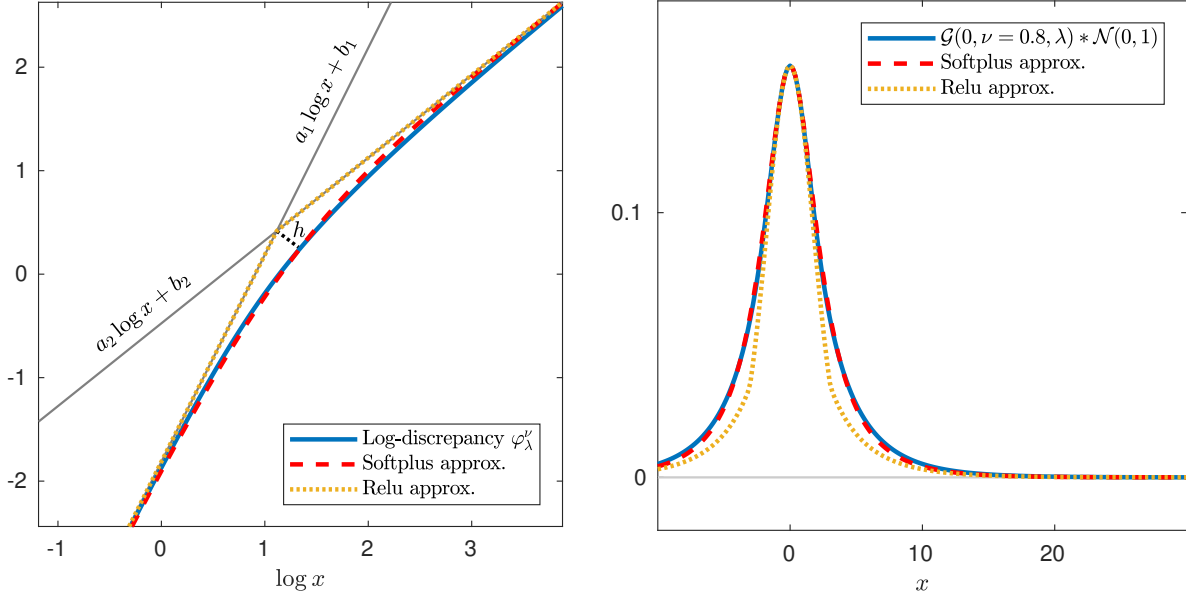 2
1
0
-1
-2
-1
0
1
2
3
log x
a₁ log x + b₁
a₂ log x + b₂
h
Log-discrepancy φ_λ^ν
Softplus approx.
Relu approx.
0.1
0
0
10
20
x
𝒢(0, ν = 0.8, λ) ∗ 𝒩(0, 1)
Softplus approx.
Relu approx.